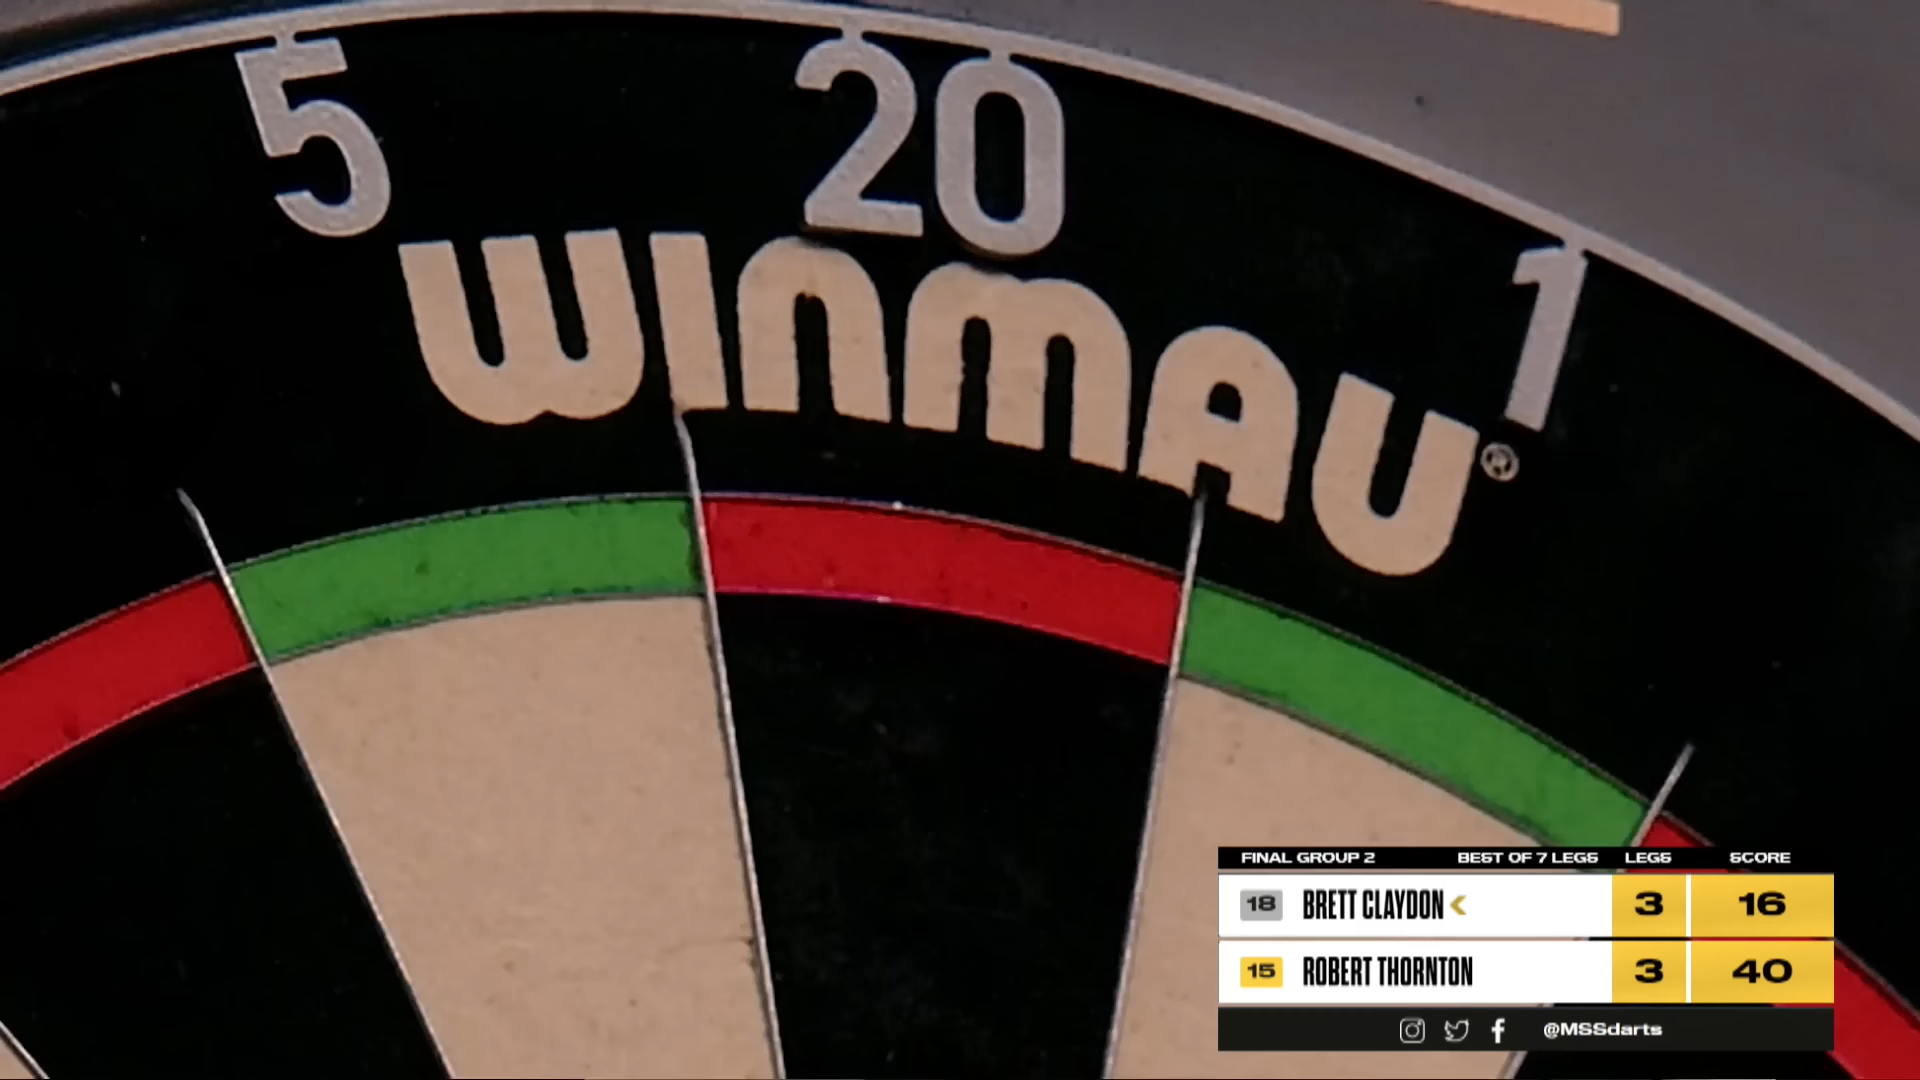 5 20 1
WINMAU®
FINAL GROUP 2 BEST OF 7 LEGS LEGS SCORE
18 BRETT CLAYDON 3 16
15 ROBERT THORNTON 3 40
@MSSdarts